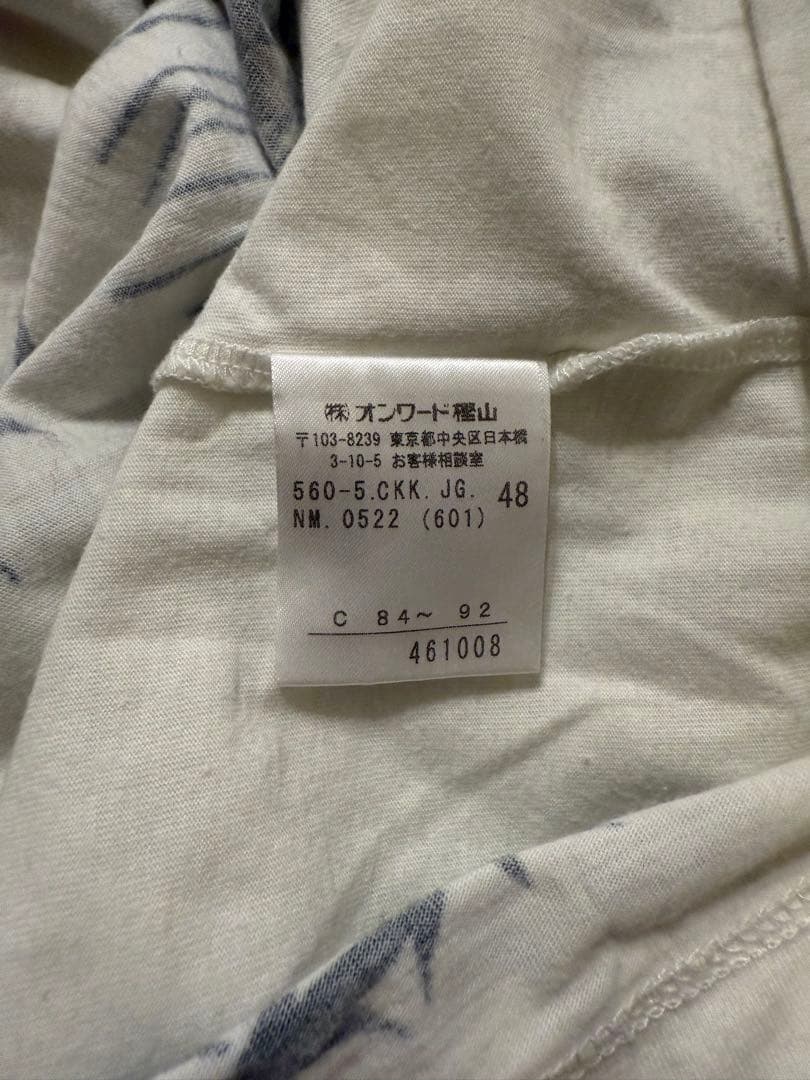 (株)オンワード樫山
〒103-8239 東京都中央区日本橋
3-10-5 お客様相談室
560-5.CKK.JG. 48
NM.0522 (601)
C 84〜 92
461008